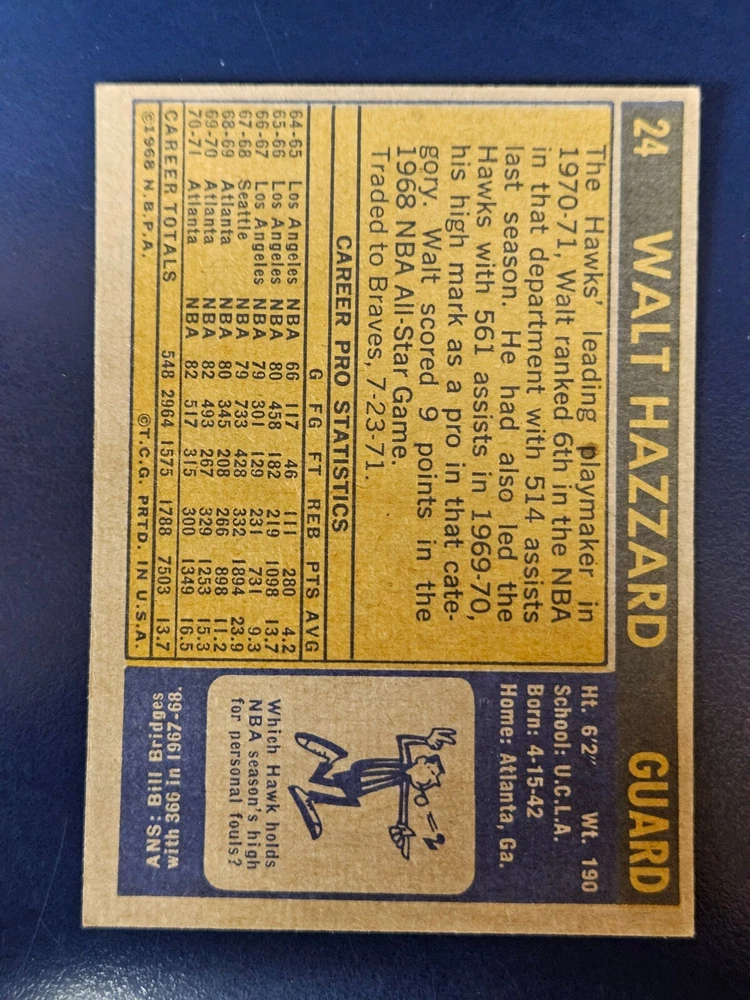 24 WALT HAZZARD GUARD
The Hawks' leading playmaker in
1970-71, Walt ranked 6th in the NBA
in that department with 514 assists
last season. He had also led the
Hawks with 561 assists in 1969-70,
his high mark as a pro in that cate-
gory. Walt scored 9 points in the
1968 NBA All-Star Game.
Traded to Braves, 7-23-71.
CAREER PRO STATISTICS
G FG FT REB PTS AVG
64-65 Los Angeles NBA 66 117 46 111 280 4.2
65-66 Los Angeles NBA 80 458 182 219 1098 13.7
66-67 Los Angeles NBA 79 301 129 231 731 9.3
67-68 Seattle NBA 79 733 428 332 1894 23.9
68-69 Atlanta NBA 80 345 208 266 898 11.2
69-70 Atlanta NBA 82 493 267 329 1253 15.3
70-71 Atlanta NBA 82 517 315 300 1349 16.5
CAREER TOTALS 548 2964 1575 1788 7503 13.7
©1968 N.B.P.A. ©T.C.G. PRTD. IN U.S.A.
Ht. 6'2" Wt. 190
School: U.C.L.A.
Born: 4-15-42
Home: Atlanta, Ga.
Which Hawk holds
NBA season's high
for personal fouls?
ANS: Bill Bridges
with 366 in 1967-68.